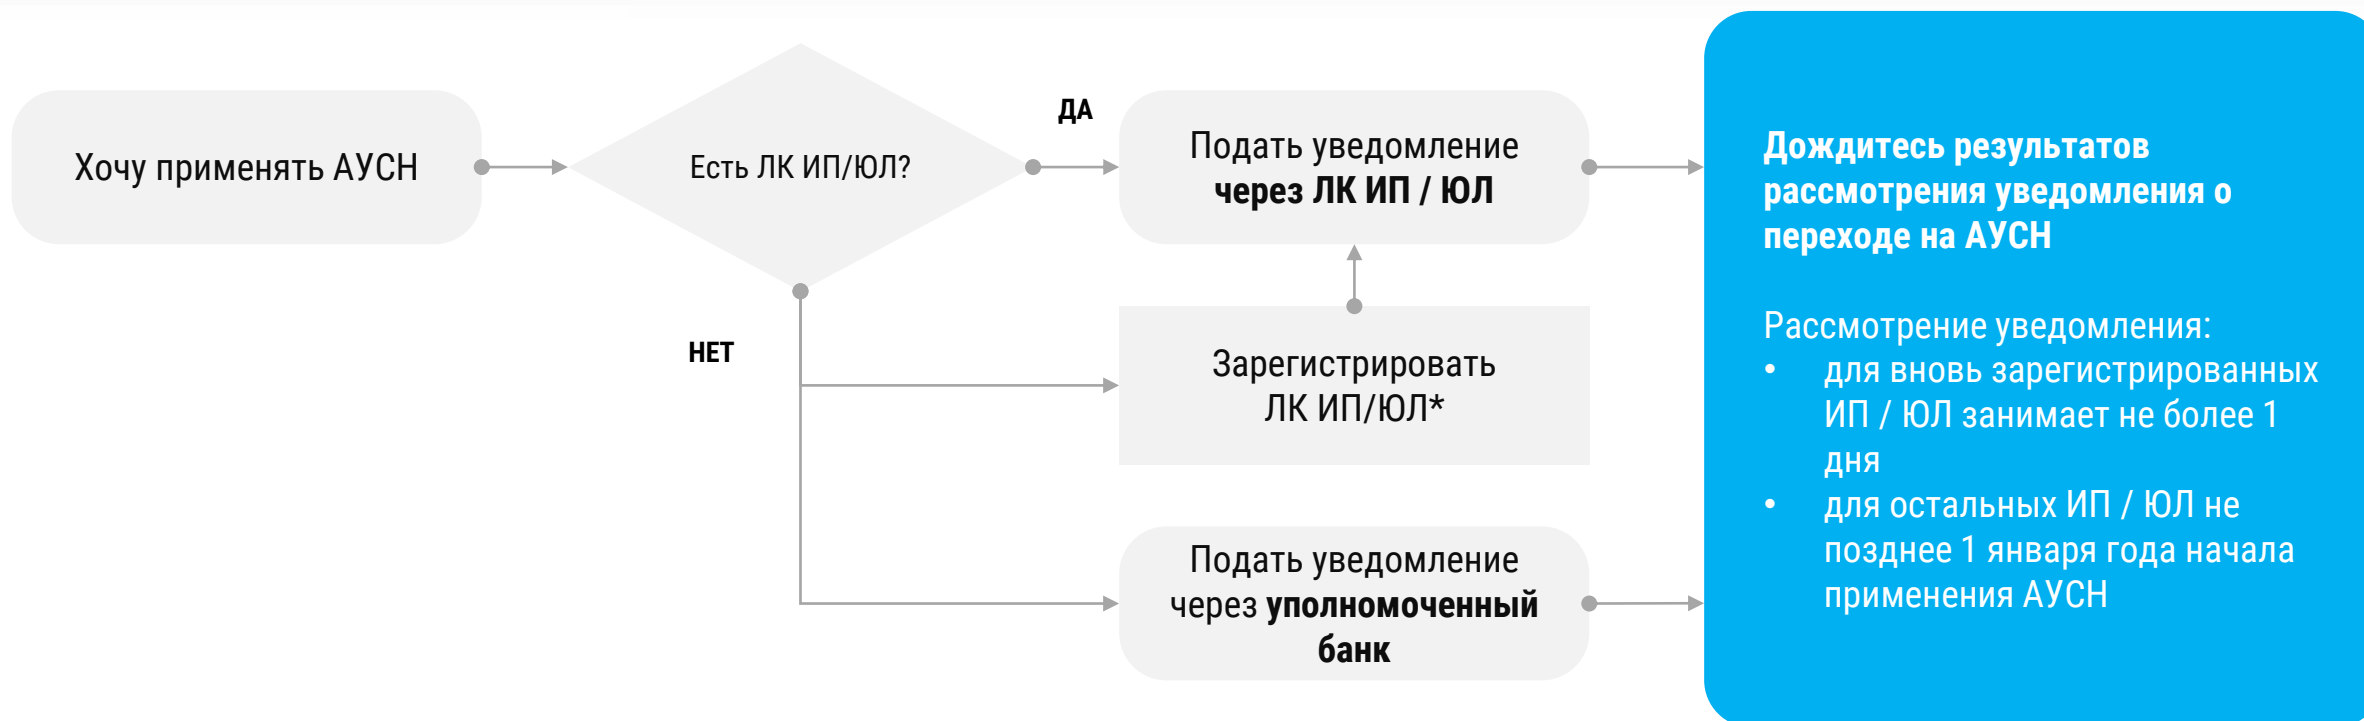 Хочу применять АУСН
Есть ЛК ИП/ЮЛ?
ДА
Подать уведомление
через ЛК ИП / ЮЛ
НЕТ
Зарегистрировать
ЛК ИП/ЮЛ*
Подать уведомление
через уполномоченный
банк
Дождитесь результатов
рассмотрения уведомления о
переходе на АУСН
Рассмотрение уведомления:
• для вновь зарегистрированных
ИП / ЮЛ занимает не более 1
дня
• для остальных ИП / ЮЛ не
позднее 1 января года начала
применения АУСН